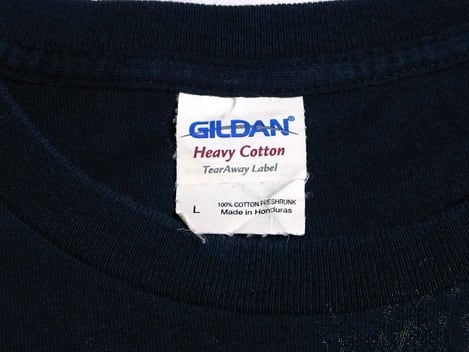 GILDAN®
Heavy Cotton
TearAway Label
L
100% COTTON PRESHRUNK
Made in Honduras